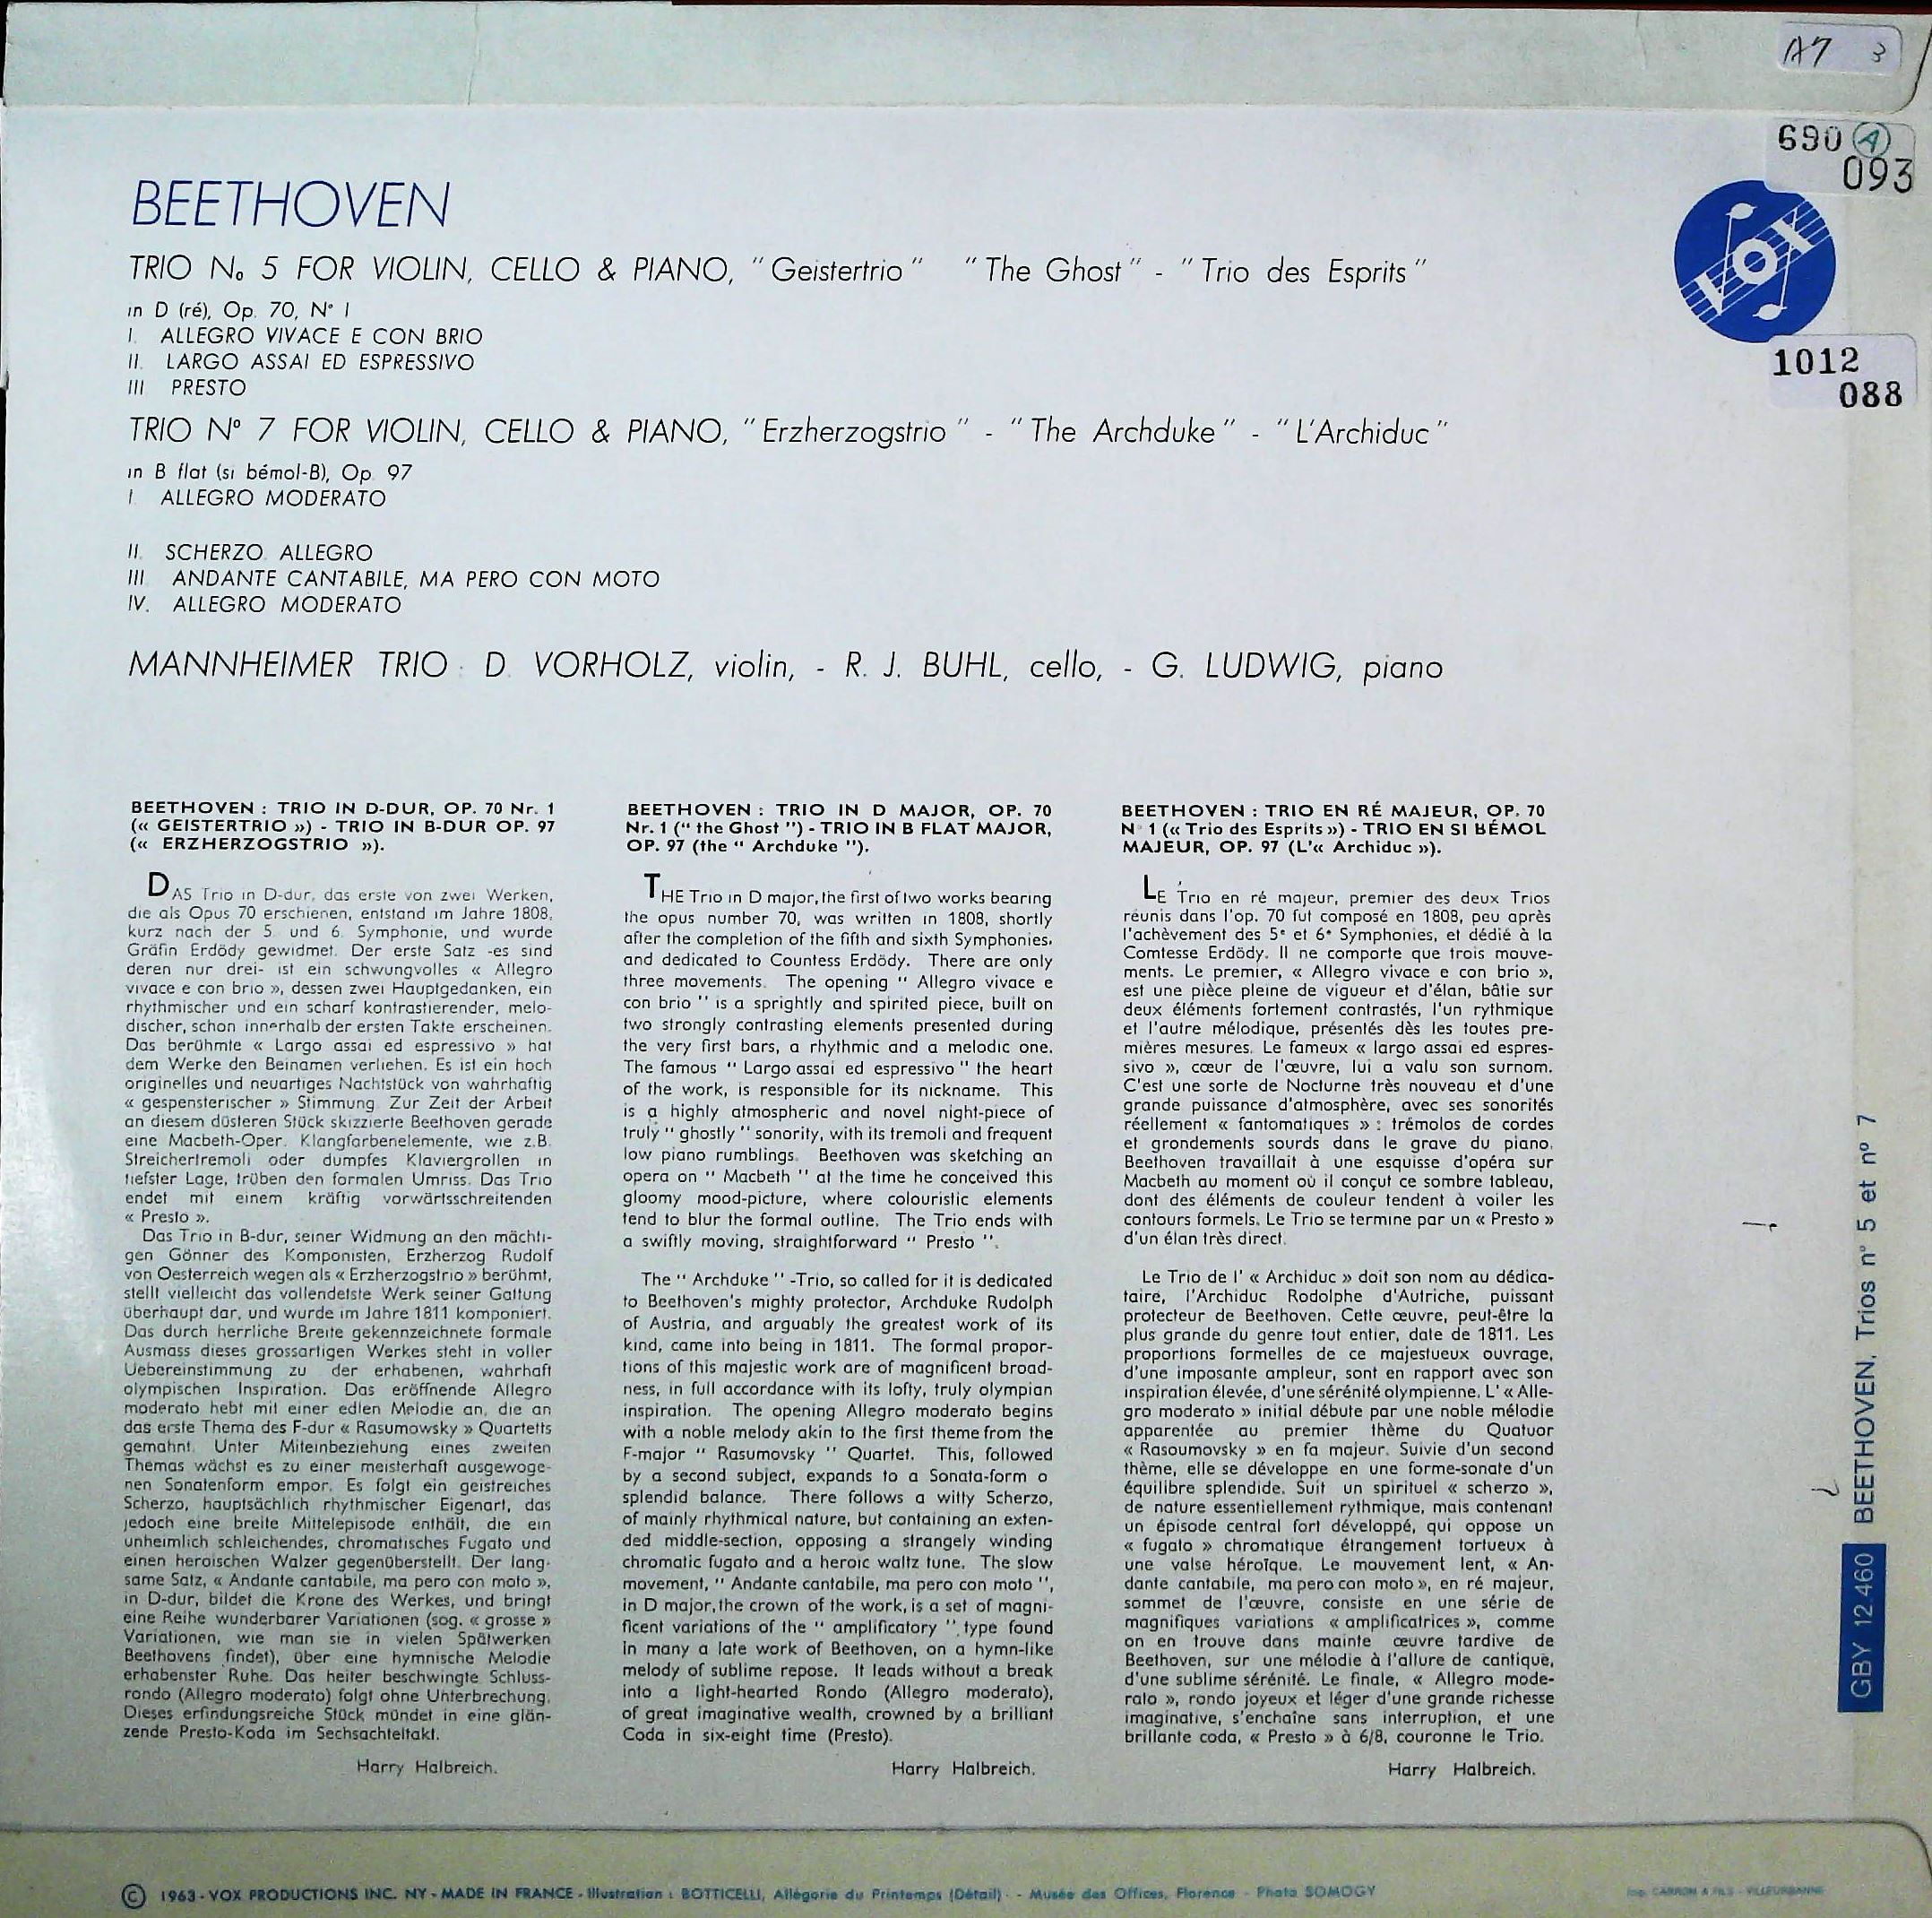 A7 3
690 A
093
BEETHOVEN
TRIO No 5 FOR VIOLIN, CELLO & PIANO, "Geistertrio" "The Ghost" - "Trio des Esprits"
in D (ré), Op. 70, N° I
I. ALLEGRO VIVACE E CON BRIO
II. LARGO ASSAI ED ESPRESSIVO
III PRESTO
VOX
1012
088
TRIO N° 7 FOR VIOLIN, CELLO & PIANO, "Erzherzogstrio" - "The Archduke" - "L'Archiduc"
in B flat (si bémol-B), Op. 97
I. ALLEGRO MODERATO
II. SCHERZO. ALLEGRO
III. ANDANTE CANTABILE, MA PERO CON MOTO
IV. ALLEGRO MODERATO
MANNHEIMER TRIO : D. VORHOLZ, violin, - R. J. BUHL, cello, - G. LUDWIG, piano
BEETHOVEN : TRIO IN D-DUR, OP. 70 Nr. 1
(« GEISTERTRIO ») - TRIO IN B-DUR OP. 97
(« ERZHERZOGSTRIO »).
DAS Trio in D-dur, das erste von zwei Werken,
die als Opus 70 erschienen, entstand im Jahre 1808,
kurz nach der 5. und 6. Symphonie, und wurde
Gräfin Erdödy gewidmet. Der erste Satz -es sind
deren nur drei- ist ein schwungvolles « Allegro
vivace e con brio », dessen zwei Hauptgedanken, ein
rhythmischer und ein scharf kontrastierender, melo-
discher, schon innerhalb der ersten Takte erscheinen.
Das berühmte « Largo assai ed espressivo » hat
dem Werke den Beinamen verliehen. Es ist ein hoch
originelles und neuartiges Nachtstück von wahrhaftig
« gespensterischer » Stimmung. Zur Zeit der Arbeit
an diesem düsteren Stück skizzierte Beethoven gerade
eine Macbeth-Oper. Klangfarbenelemente, wie z.B.
Streichertremoli oder dumpfes Klaviergrollen in
tiefster Lage, trüben den formalen Umriss. Das Trio
endet mit einem kräftig vorwärtsschreitenden
« Presto ».
Das Trio in B-dur, seiner Widmung an den mächti-
gen Gönner des Komponisten, Erzherzog Rudolf
von Oesterreich wegen als « Erzherzogstrio » berühmt,
stellt vielleicht das vollendetste Werk seiner Gattung
überhaupt dar, und wurde im Jahre 1811 komponiert.
Das durch herrliche Breite gekennzeichnete formale
Ausmass dieses grossartigen Werkes steht in voller
Uebereinstimmung zu der erhabenen, wahrhaft
olympischen Inspiration. Das eröffnende Allegro
moderato hebt mit einer edlen Melodie an, die an
das erste Thema des F-dur « Rasumowsky » Quartetts
gemahnt. Unter Miteinbeziehung eines zweiten
Themas wächst es zu einer meisterhaft ausgewoge-
nen Sonatenform empor. Es folgt ein geistreiches
Scherzo, hauptsächlich rhythmischer Eigenart, das
jedoch eine breite Mittelepisode enthält, die ein
unheimlich schleichendes, chromatisches Fugato und
einen heroischen Walzer gegenüberstellt. Der lang-
same Satz, « Andante cantabile, ma pero con moto »,
in D-dur, bildet die Krone des Werkes, und bringt
eine Reihe wunderbarer Variationen (sog. « grosse »
Variationen, wie man sie in vielen Spätwerken
Beethovens findet), über eine hymnische Melodie
erhabenster Ruhe. Das heiter beschwingte Schluss-
rondo (Allegro moderato) folgt ohne Unterbrechung.
Dieses erfindungsreiche Stück mündet in eine glän-
zende Presto-Koda im Sechsachteltakt.
Harry Halbreich.
BEETHOVEN : TRIO IN D MAJOR, OP. 70
Nr. 1 (" the Ghost ") - TRIO IN B FLAT MAJOR,
OP. 97 (the " Archduke ").
THE Trio in D major, the first of two works bearing
the opus number 70, was written in 1808, shortly
after the completion of the fifth and sixth Symphonies,
and dedicated to Countess Erdödy. There are only
three movements. The opening " Allegro vivace e
con brio " is a sprightly and spirited piece, built on
two strongly contrasting elements presented during
the very first bars, a rhythmic and a melodic one.
The famous " Largo assai ed espressivo " the heart
of the work, is responsible for its nickname. This
is a highly atmospheric and novel night-piece of
truly " ghostly " sonority, with its tremoli and frequent
low piano rumblings. Beethoven was sketching an
opera on " Macbeth " at the time he conceived this
gloomy mood-picture, where colouristic elements
tend to blur the formal outline. The Trio ends with
a swiftly moving, straightforward " Presto ".
The " Archduke " -Trio, so called for it is dedicated
to Beethoven's mighty protector, Archduke Rudolph
of Austria, and arguably the greatest work of its
kind, came into being in 1811. The formal propor-
tions of this majestic work are of magnificent broad-
ness, in full accordance with its lofty, truly olympian
inspiration. The opening Allegro moderato begins
with a noble melody akin to the first theme from the
F-major " Rasumovsky " Quartet. This, followed
by a second subject, expands to a Sonata-form o
splendid balance. There follows a witty Scherzo,
of mainly rhythmical nature, but containing an exten-
ded middle-section, opposing a strangely winding
chromatic fugato and a heroic waltz tune. The slow
movement, " Andante cantabile, ma pero con moto ",
in D major, the crown of the work, is a set of magni-
ficent variations of the " amplificatory " type found
in many a late work of Beethoven, on a hymn-like
melody of sublime repose. It leads without a break
into a light-hearted Rondo (Allegro moderato),
of great imaginative wealth, crowned by a brilliant
Coda in six-eight time (Presto).
Harry Halbreich.
BEETHOVEN : TRIO EN RÉ MAJEUR, OP. 70
N° 1 (« Trio des Esprits ») - TRIO EN SI BÉMOL
MAJEUR, OP. 97 (L'« Archiduc »).
LE Trio en ré majeur, premier des deux Trios
réunis dans l'op. 70 fut composé en 1808, peu après
l'achèvement des 5e et 6e Symphonies, et dédié à la
Comtesse Erdödy. Il ne comporte que trois mouve-
ments. Le premier, « Allegro vivace e con brio »,
est une pièce pleine de vigueur et d'élan, bâtie sur
deux éléments fortement contrastés, l'un rythmique
et l'autre mélodique, présentés dès les toutes pre-
mières mesures. Le fameux « largo assai ed espres-
sivo », cœur de l'œuvre, lui a valu son surnom.
C'est une sorte de Nocturne très nouveau et d'une
grande puissance d'atmosphère, avec ses sonorités
réellement « fantomatiques » : trémolos de cordes
et grondements sourds dans le grave du piano.
Beethoven travaillait à une esquisse d'opéra sur
Macbeth au moment où il conçut ce sombre tableau,
dont des éléments de couleur tendent à voiler les
contours formels. Le Trio se termine par un « Presto »
d'un élan très direct.
Le Trio de l' « Archiduc » doit son nom au dédica-
taire, l'Archiduc Rodolphe d'Autriche, puissant
protecteur de Beethoven. Cette œuvre, peut-être la
plus grande du genre tout entier, date de 1811. Les
proportions formelles de ce majestueux ouvrage,
d'une imposante ampleur, sont en rapport avec son
inspiration élevée, d'une sérénité olympienne. L' « Alle-
gro moderato » initial débute par une noble mélodie
apparentée au premier thème du Quatuor
« Rasoumovsky » en fa majeur. Suivie d'un second
thème, elle se développe en une forme-sonate d'un
équilibre splendide. Suit un spirituel « scherzo »,
de nature essentiellement rythmique, mais contenant
un épisode central fort développé, qui oppose un
« fugato » chromatique étrangement tortueux à
une valse héroïque. Le mouvement lent, « An-
dante cantabile, ma pero con moto », en ré majeur,
sommet de l'œuvre, consiste en une série de
magnifiques variations « amplificatrices », comme
on en trouve dans mainte œuvre tardive de
Beethoven, sur une mélodie à l'allure de cantique,
d'une sublime sérénité. Le finale, « Allegro mode-
rato », rondo joyeux et léger d'une grande richesse
imaginative, s'enchaîne sans interruption, et une
brillante coda, « Presto » à 6/8, couronne le Trio.
Harry Halbreich.
GBY 12.460 BEETHOVEN, Trios n° 5 et n° 7
© 1963 - VOX PRODUCTIONS INC. NY - MADE IN FRANCE - Illustration : BOTTICELLI, Allégorie du Printemps (Détail) - Musée des Offices, Florence - Photo SOMOGY
Imp. CARRON & FILS - VILLEURBANNE